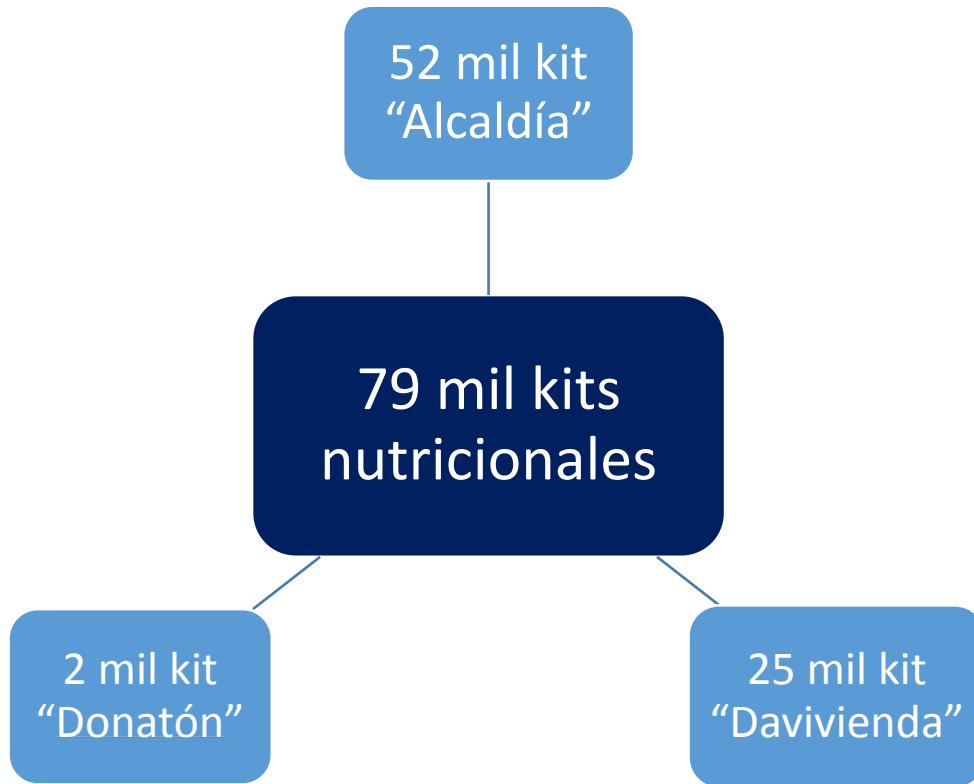 52 mil kit
“Alcaldía”
79 mil kits
nutricionales
2 mil kit
“Donatón”
25 mil kit
“Davivienda”